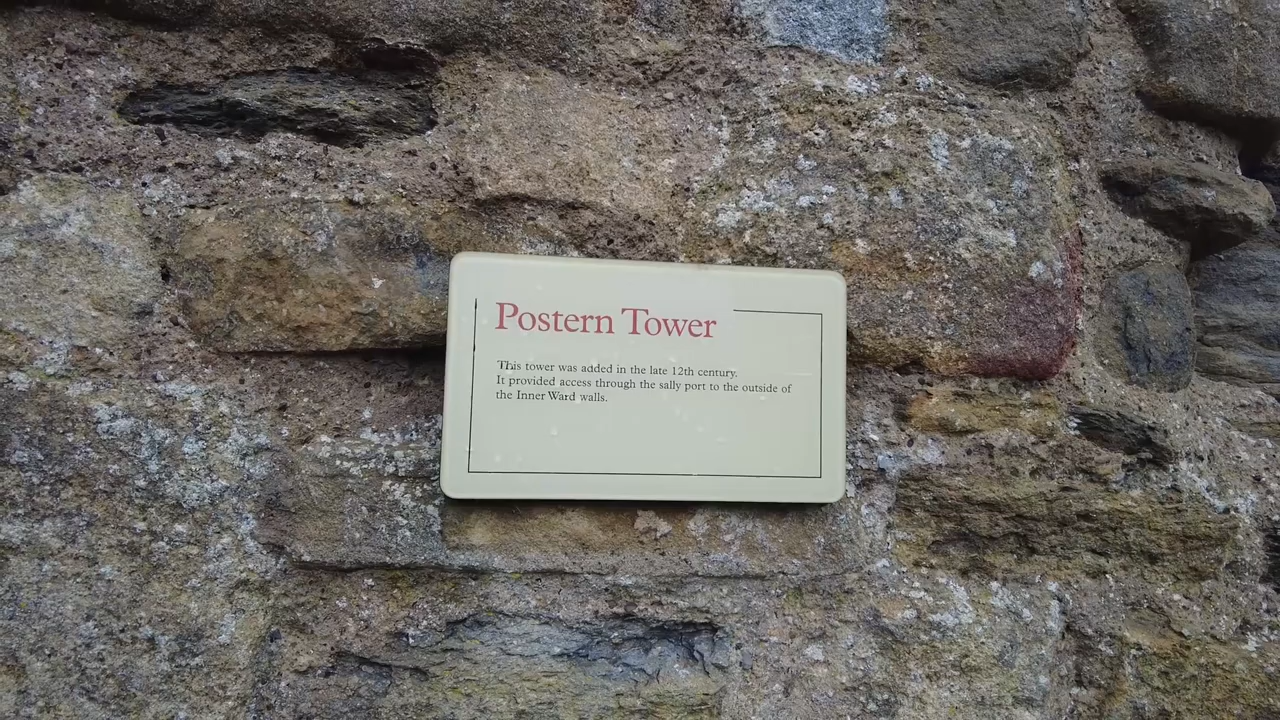 Postern Tower
This tower was added in the late 12th century.
It provided access through the sally port to the outside of
the Inner Ward walls.